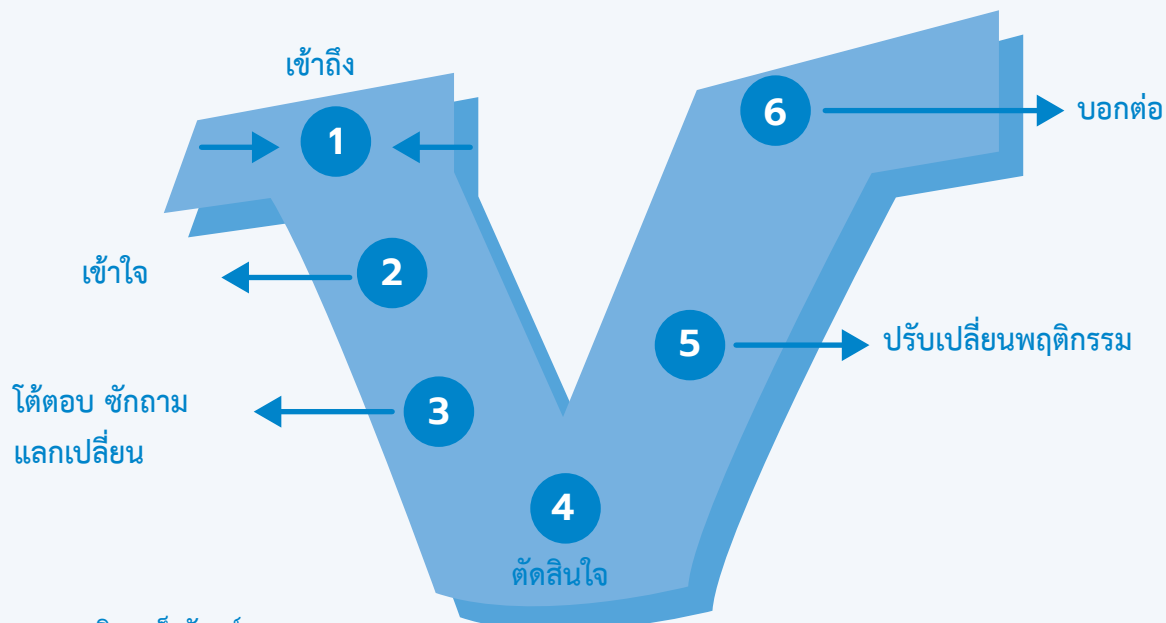 เข้าถึง
1
2
เข้าใจ
3
โต้ตอบ ซักถาม
แลกเปลี่ยน
4
ตัดสินใจ
5
ปรับเปลี่ยนพฤติกรรม
6
บอกต่อ